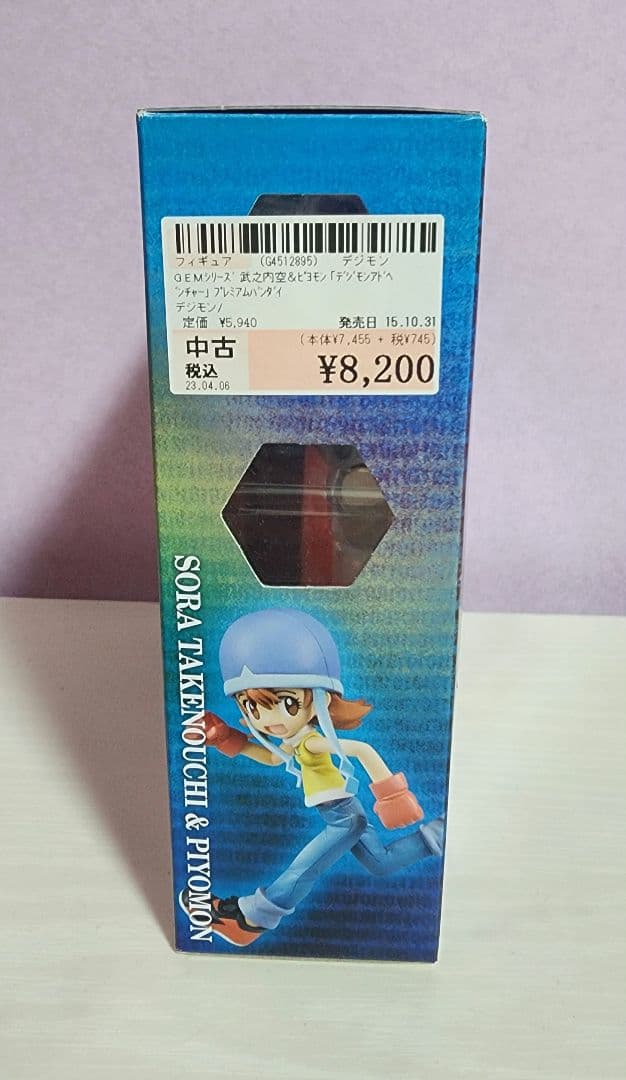 フィギュア (G4512895) デジモン
G.E.M.シリーズ 武之内空＆ピヨモン「デジモンアドベ
ンチャー」プレミアムバンダイ
デジモン/
定価 ¥5,940 発売日 15.10.31
中古 (本体¥7,455 + 税¥745)
税込 ¥8,200
23.04.06
SORA TAKENOUCHI & PIYOMON